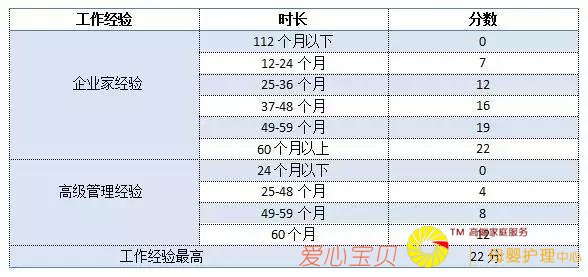 工作经验 时长 分数
企业家经验 112 个月以下 0
12-24 个月 7
25-36 个月 12
37-48 个月 16
49-59 个月 19
60 个月以上 22
高级管理经验 24 个月以下 0
25-48 个月 4
49-59 个月 8
60 个月 12
工作经验最高 22 分
爱心宝贝
TM 高端家庭服务
母婴护理中心